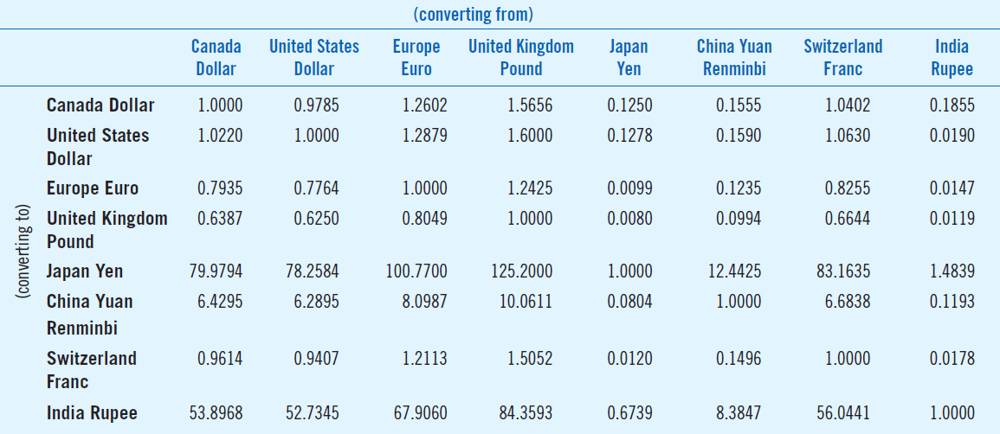 (converting from)
Canada Dollar United States Dollar Europe Euro United Kingdom Pound Japan Yen China Yuan Renminbi Switzerland Franc India Rupee
(converting to)
Canada Dollar 1.0000 0.9785 1.2602 1.5656 0.1250 0.1555 1.0402 0.1855
United States Dollar 1.0220 1.0000 1.2879 1.6000 0.1278 0.1590 1.0630 0.0190
Europe Euro 0.7935 0.7764 1.0000 1.2425 0.0099 0.1235 0.8255 0.0147
United Kingdom Pound 0.6387 0.6250 0.8049 1.0000 0.0080 0.0994 0.6644 0.0119
Japan Yen 79.9794 78.2584 100.7700 125.2000 1.0000 12.4425 83.1635 1.4839
China Yuan Renminbi 6.4295 6.2895 8.0987 10.0611 0.0804 1.0000 6.6838 0.1193
Switzerland Franc 0.9614 0.9407 1.2113 1.5052 0.0120 0.1496 1.0000 0.0178
India Rupee 53.8968 52.7345 67.9060 84.3593 0.6739 8.3847 56.0441 1.0000